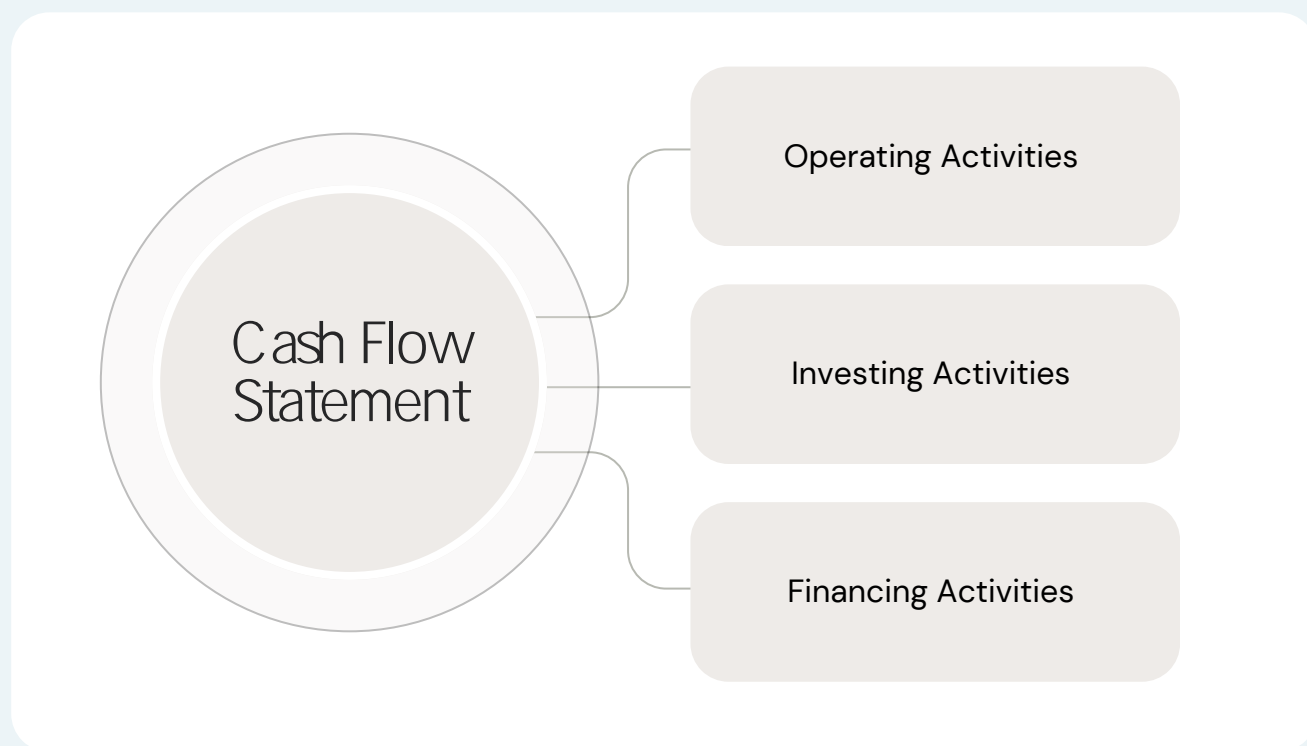 Cash Flow
Statement
Operating Activities
Investing Activities
Financing Activities